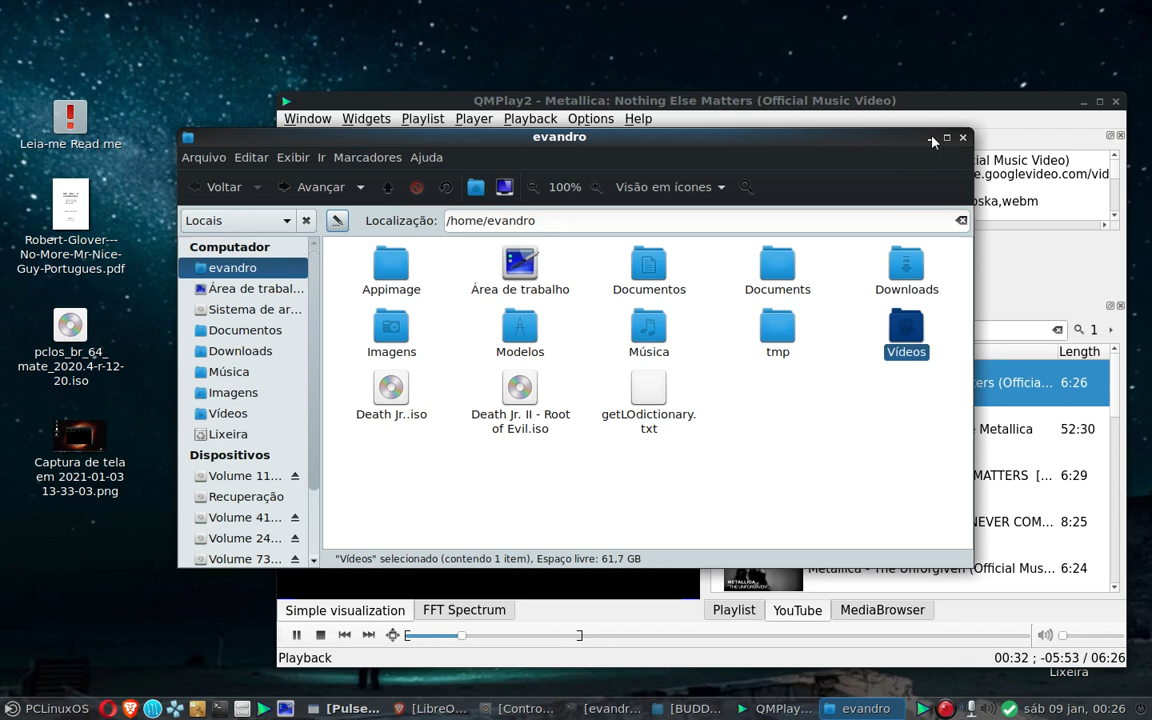 Leia-me Read me
Robert-Glover---
No-More-Mr-Nice-
Guy-Portugues.pdf
pclos_br_64_
mate_2020.4-r-12-
20.iso
Captura de tela
em 2021-01-03
13-33-03.png
QMPlay2 - Metallica: Nothing Else Matters (Official Music Video)
Window Widgets Playlist Player Playback Options Help
evandro
Arquivo Editar Exibir Ir Marcadores Ajuda
Voltar Avançar 100% Visão em ícones
Locais Localização: /home/evandro
Computador
evandro
Área de trabal...
Sistema de ar...
Documentos
Downloads
Música
Imagens
Vídeos
Lixeira
Dispositivos
Volume 11...
Recuperação
Volume 41...
Volume 24...
Volume 73...
Appimage Área de trabalho Documentos Documents Downloads
Imagens Modelos Música tmp Vídeos
Death Jr..iso Death Jr. II - Root
of Evil.iso getLOdictionary.
txt
"Vídeos" selecionado (contendo 1 item), Espaço livre: 61,7 GB
ial Music Video)
e.googlevideo.com/vid
oska,webm
1
Length
ers (Officia... 6:26
Metallica 52:30
MATTERS [... 6:29
NEVER COM... 8:25
Metallica - The Unforgiven (Official Mus... 6:24
METALLICA
"THE UNFORGIVEN"
Simple visualization FFT Spectrum
Playlist YouTube MediaBrowser
Playback 00:32 ; -05:53 / 06:26
Lixeira
PCLinuxOS [Pulse... [LibreO... [Contro... [evandr... [BUDD... QMPlay... evandro sáb 09 jan, 00:26